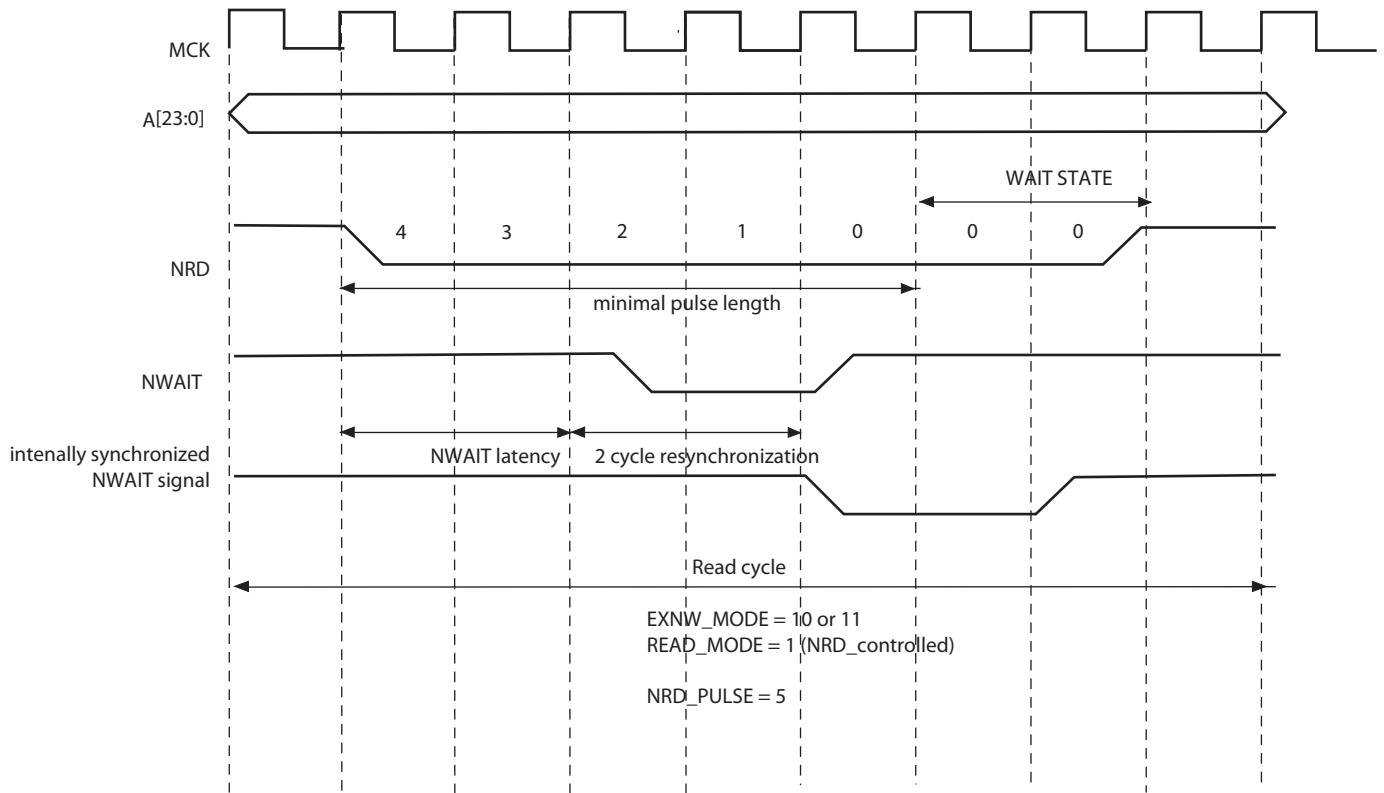 MCK
A[23:0]
WAIT STATE
4 3 2 1 0 0 0
NRD
minimal pulse length
NWAIT
NWAIT latency 2 cycle resynchronization
intenally synchronized
NWAIT signal
Read cycle
EXNW_MODE = 10 or 11
READ_MODE = 1 (NRD_controlled)
NRD_PULSE = 5